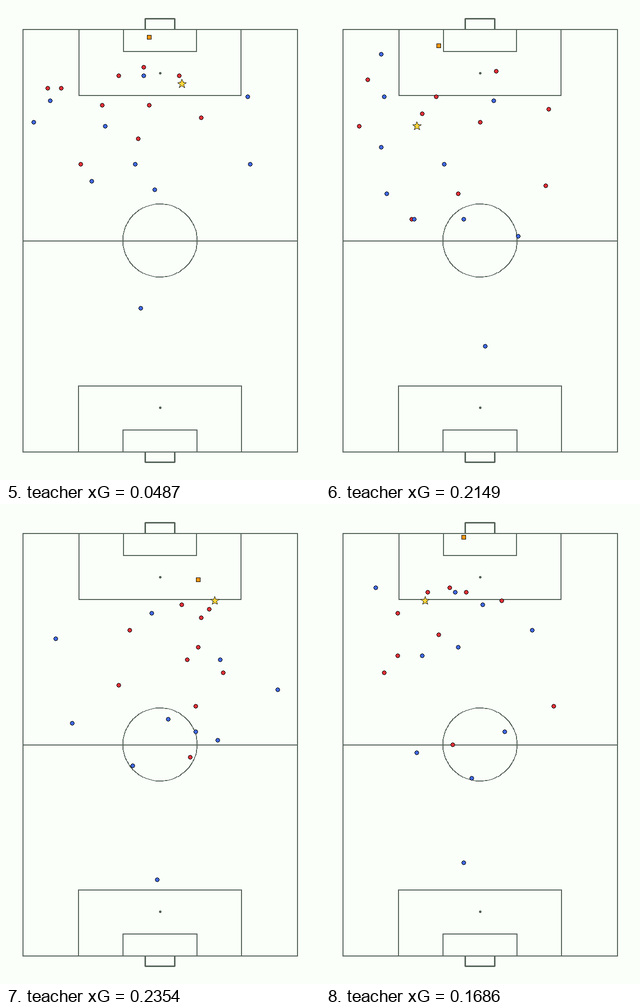 5. teacher xG = 0.0487
6. teacher xG = 0.2149
7. teacher xG = 0.2354
8. teacher xG = 0.1686